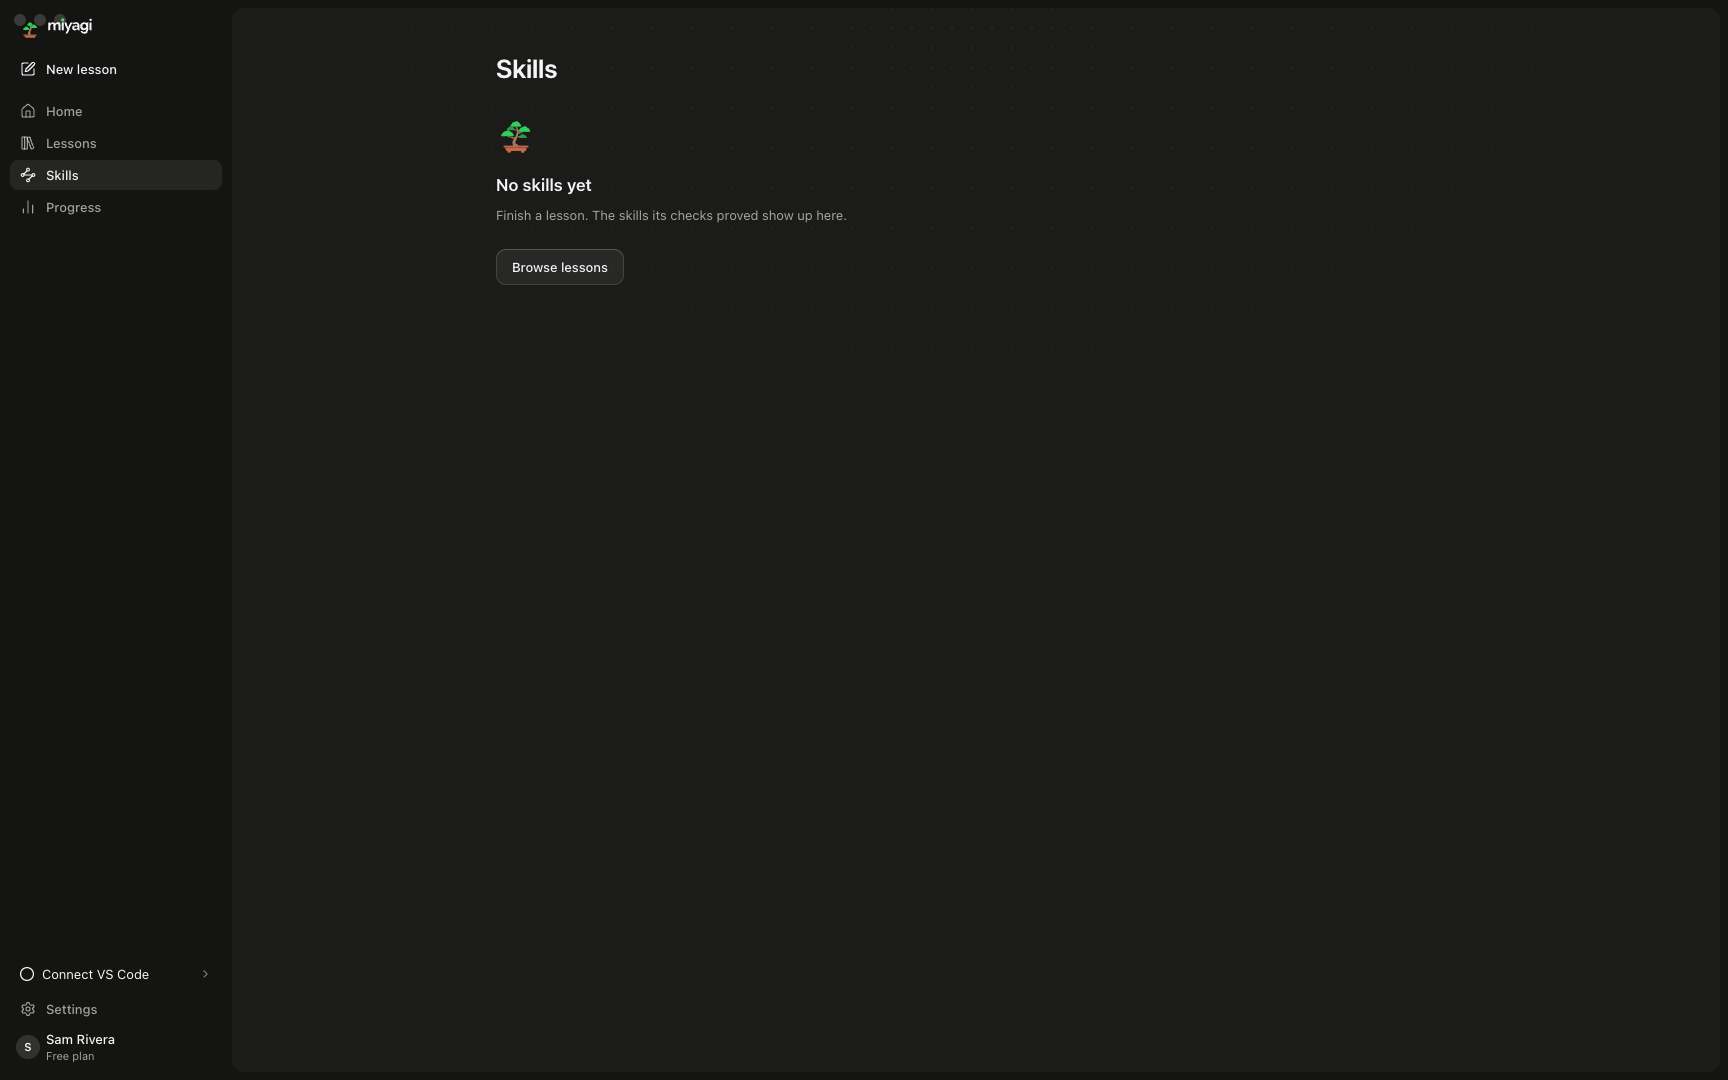 miyagi
New lesson
Home
Lessons
Skills
Progress
Skills
No skills yet
Finish a lesson. The skills its checks proved show up here.
Browse lessons
Connect VS Code
Settings
S
Sam Rivera
Free plan